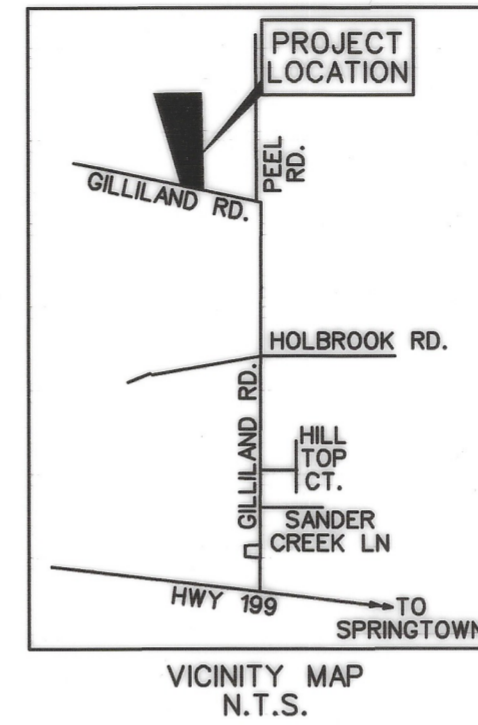 PROJECT
LOCATION
PEEL
RD.
GILLILAND RD.
HOLBROOK RD.
GILLILAND RD.
HILL
TOP
CT.
SANDER
CREEK LN
HWY 199
TO
SPRINGTOWN
VICINITY MAP
N.T.S.